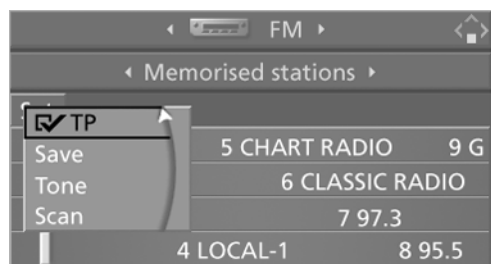 FM
Memorised stations
TP
Save
5 CHART RADIO 9 G
Tone
6 CLASSIC RADIO
Scan
7 97.3
4 LOCAL-1 8 95.5